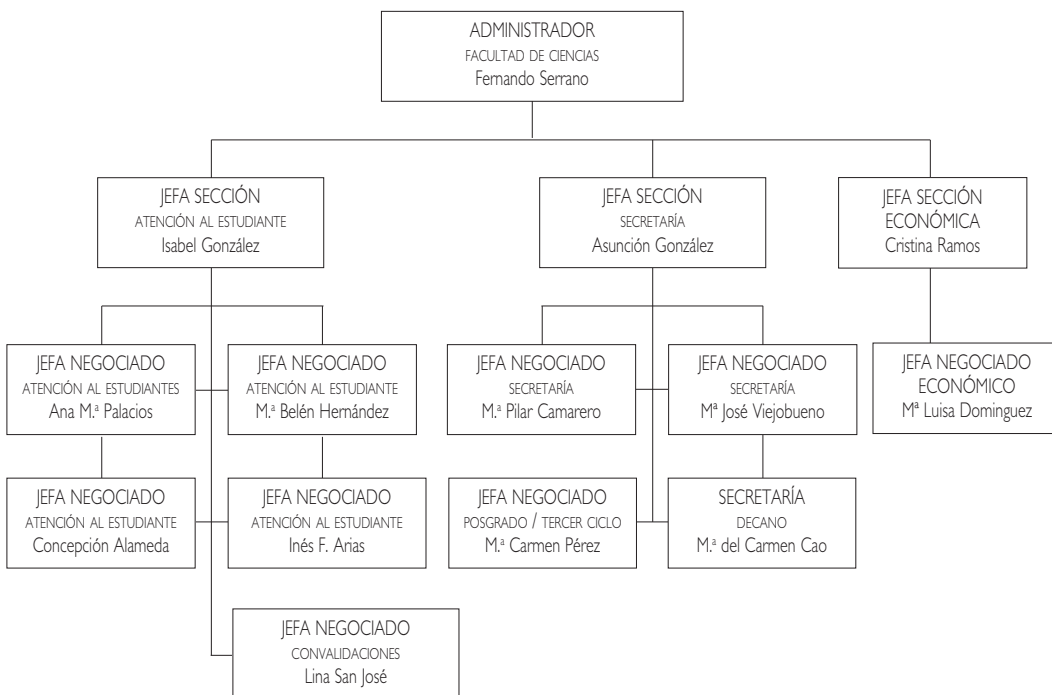 ADMINISTRADOR
FACULTAD DE CIENCIAS
Fernando Serrano
JEFA SECCIÓN
ATENCIÓN AL ESTUDIANTE
Isabel González
JEFA SECCIÓN
SECRETARÍA
Asunción González
JEFA SECCIÓN
ECONÓMICA
Cristina Ramos
JEFA NEGOCIADO
ATENCIÓN AL ESTUDIANTES
Ana M.ª Palacios
JEFA NEGOCIADO
ATENCIÓN AL ESTUDIANTE
M.ª Belén Hernández
JEFA NEGOCIADO
SECRETARÍA
M.ª Pilar Camarero
JEFA NEGOCIADO
SECRETARÍA
Mª José Viejobueno
JEFA NEGOCIADO
ECONÓMICO
Mª Luisa Dominguez
JEFA NEGOCIADO
ATENCIÓN AL ESTUDIANTE
Concepción Alameda
JEFA NEGOCIADO
ATENCIÓN AL ESTUDIANTE
Inés F. Arias
JEFA NEGOCIADO
POSGRADO / TERCER CICLO
M.ª Carmen Pérez
SECRETARÍA
DECANO
M.ª del Carmen Cao
JEFA NEGOCIADO
CONVALIDACIONES
Lina San José